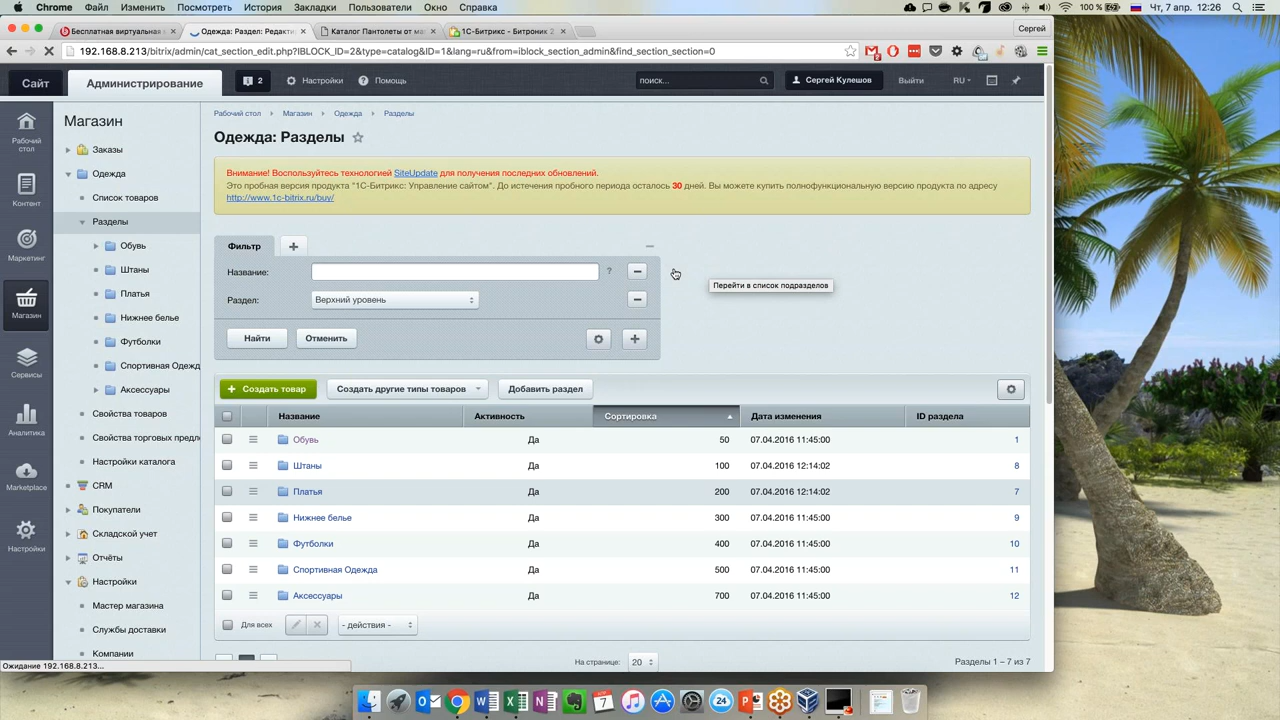 Chrome Файл Изменить Посмотреть История Закладки Пользователи Окно Справка 100 % Чт, 7 апр. 12:26
Бесплатная виртуальная м Одежда: Раздел: Редакти Каталог Пантолеты от ма 1С-Битрикс - Битроник 2 Сергей
192.168.8.213/bitrix/admin/cat_section_edit.php?IBLOCK_ID=2&type=catalog&ID=1&lang=ru&from=iblock_section_admin&find_section_section=0
Сайт Администрирование 2 Настройки Помощь поиск... Сергей Кулешов Выйти RU
Рабочий стол
Контент
Маркетинг
Магазин
Сервисы
Аналитика
Marketplace
Настройки
Магазин
Заказы
Одежда
Список товаров
Разделы
Обувь
Штаны
Платья
Нижнее белье
Футболки
Спортивная Одежд
Аксессуары
Свойства товаров
Свойства торговых предл
Настройки каталога
CRM
Покупатели
Складской учет
Отчёты
Настройки
Мастер магазина
Службы доставки
Компании
Рабочий стол Магазин Одежда Разделы
Одежда: Разделы
Внимание! Воспользуйтесь технологией SiteUpdate для получения последних обновлений.
Это пробная версия продукта "1С-Битрикс: Управление сайтом". До истечения пробного периода осталось 30 дней. Вы можете купить полнофункциональную версию продукта по адресу
http://www.1c-bitrix.ru/buy/
Фильтр
Название: ?
Раздел: Верхний уровень
Перейти в список подразделов
Найти Отменить
Создать товар Создать другие типы товаров Добавить раздел
Название Активность Сортировка Дата изменения ID раздела
Обувь Да 50 07.04.2016 11:45:00 1
Штаны Да 100 07.04.2016 12:14:02 8
Платья Да 200 07.04.2016 12:14:02 7
Нижнее белье Да 300 07.04.2016 11:45:00 9
Футболки Да 400 07.04.2016 11:45:00 10
Спортивная Одежда Да 500 07.04.2016 11:45:00 11
Аксессуары Да 700 07.04.2016 11:45:00 12
Для всех - действия -
На странице: 20 Разделы 1 – 7 из 7
Ожидание 192.168.8.213...